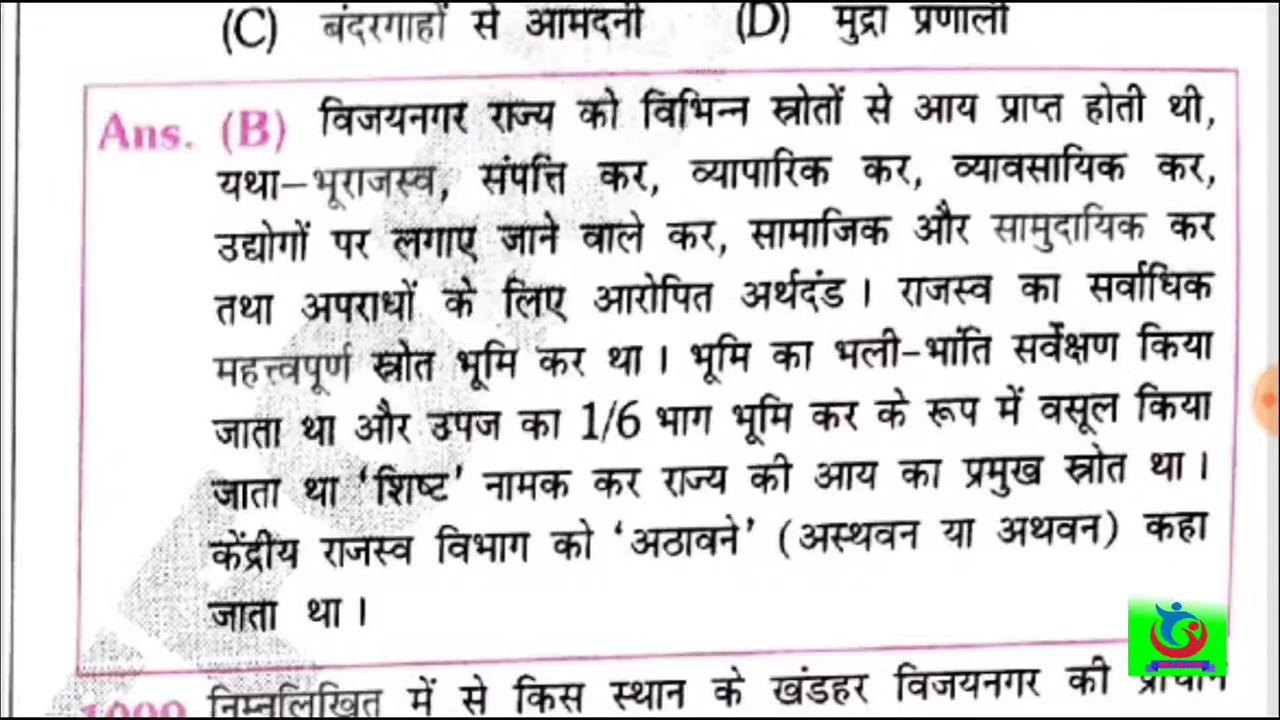 (C) बंदरगाहों से आमदनी (D) मुद्रा प्रणाली
Ans. (B) विजयनगर राज्य को विभिन्न स्रोतों से आय प्राप्त होती थी,
यथा–भूराजस्व, संपत्ति कर, व्यापारिक कर, व्यावसायिक कर,
उद्योगों पर लगाए जाने वाले कर, सामाजिक और सामुदायिक कर
तथा अपराधों के लिए आरोपित अर्थदंड। राजस्व का सर्वाधिक
महत्त्वपूर्ण स्रोत भूमि कर था। भूमि का भली-भांति सर्वेक्षण किया
जाता था और उपज का 1/6 भाग भूमि कर के रूप में वसूल किया
जाता था ‘शिष्ट’ नामक कर राज्य की आय का प्रमुख स्रोत था।
केंद्रीय राजस्व विभाग को ‘अठावने’ (अस्थवन या अथवन) कहा
जाता था।
निम्नलिखित में से किस स्थान के खंडहर विजयनगर की प्राचीन